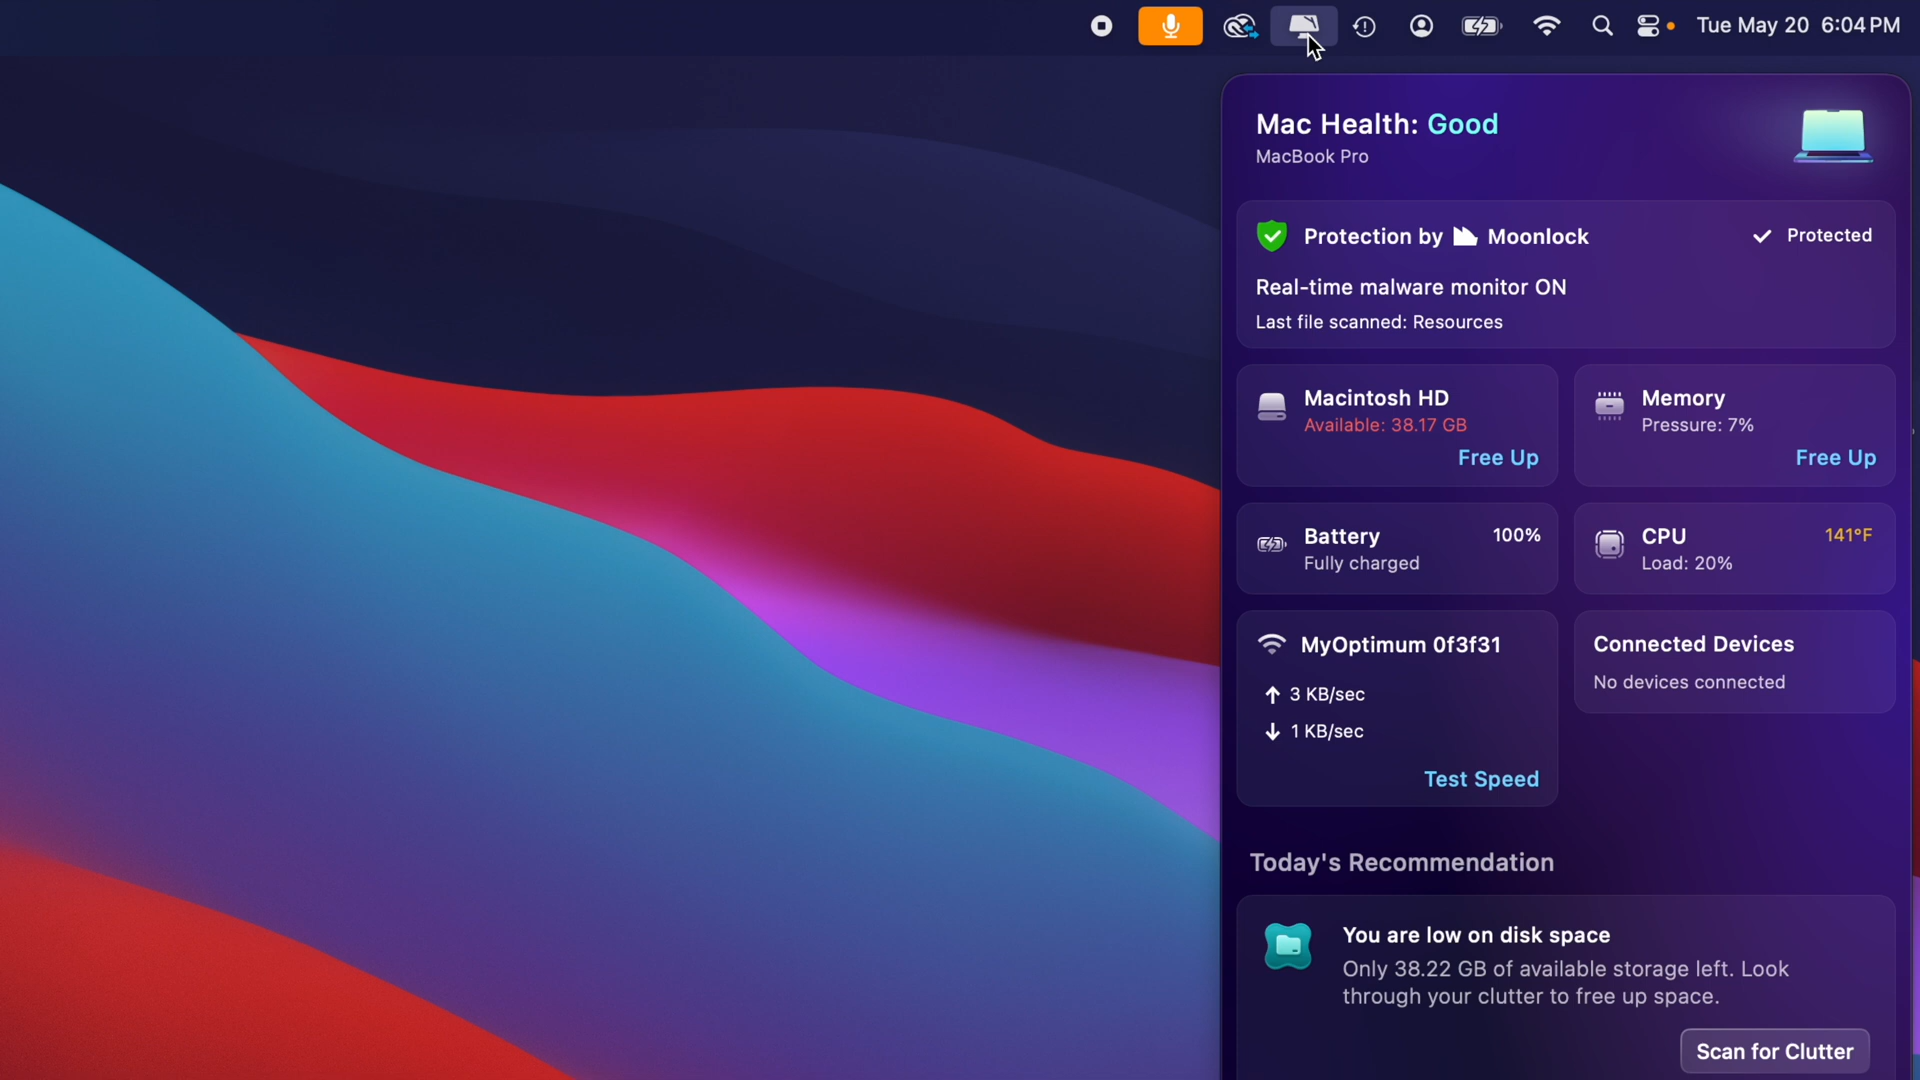 Tue May 20 6:04 PM
Mac Health: Good
MacBook Pro
Protection by Moonlock
Protected
Real-time malware monitor ON
Last file scanned: Resources
Macintosh HD
Available: 38.17 GB
Free Up
Memory
Pressure: 7%
Free Up
Battery 100%
Fully charged
CPU 141°F
Load: 20%
MyOptimum 0f3f31
↑ 3 KB/sec
↓ 1 KB/sec
Test Speed
Connected Devices
No devices connected
Today's Recommendation
You are low on disk space
Only 38.22 GB of available storage left. Look
through your clutter to free up space.
Scan for Clutter